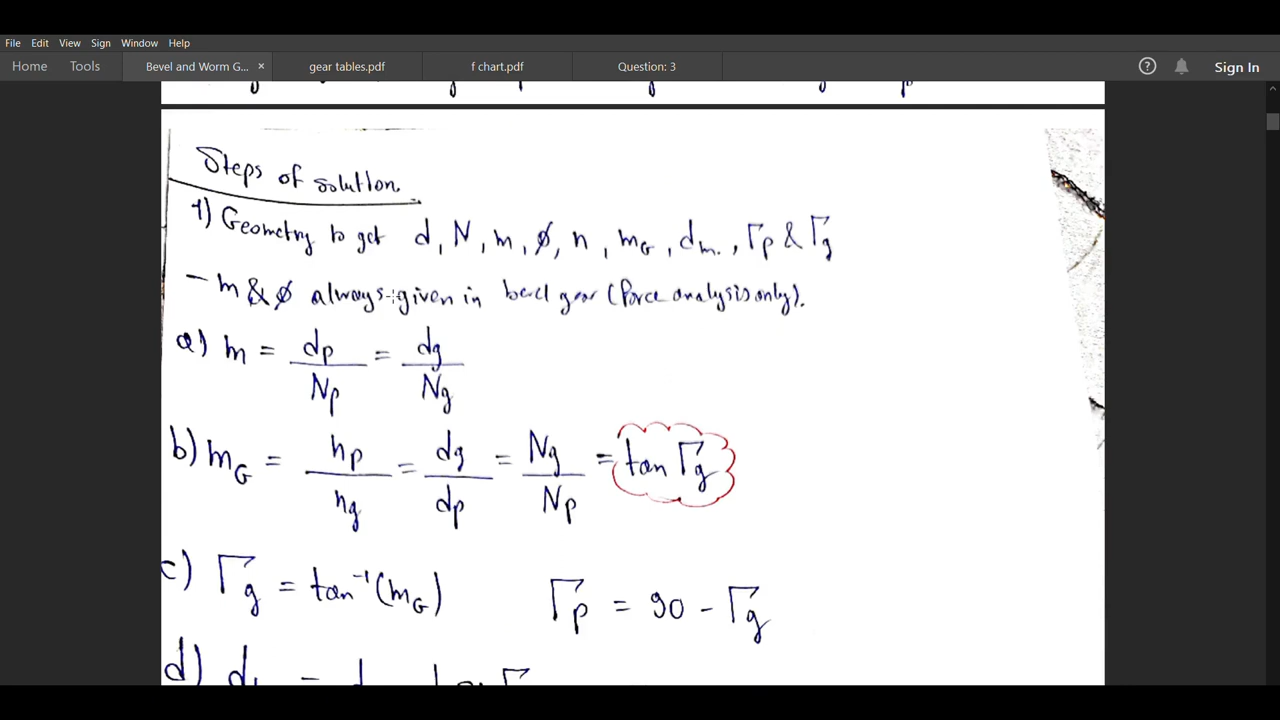 File Edit View Sign Window Help
Home Tools Bevel and Worm G... × gear tables.pdf f chart.pdf Question: 3 Sign In
Steps of solution.
1) Geometry to get d, N, m, ϕ, n, mG, dm., Γp & Γg
- m & ϕ always given in bevel gear (Force analysis only).
a) m = dp/Np = dg/Ng
b) mG = np/ng = dg/dp = Ng/Np = tan Γg
c) Γg = tan⁻¹(mG) Γp = 90 - Γg
d)